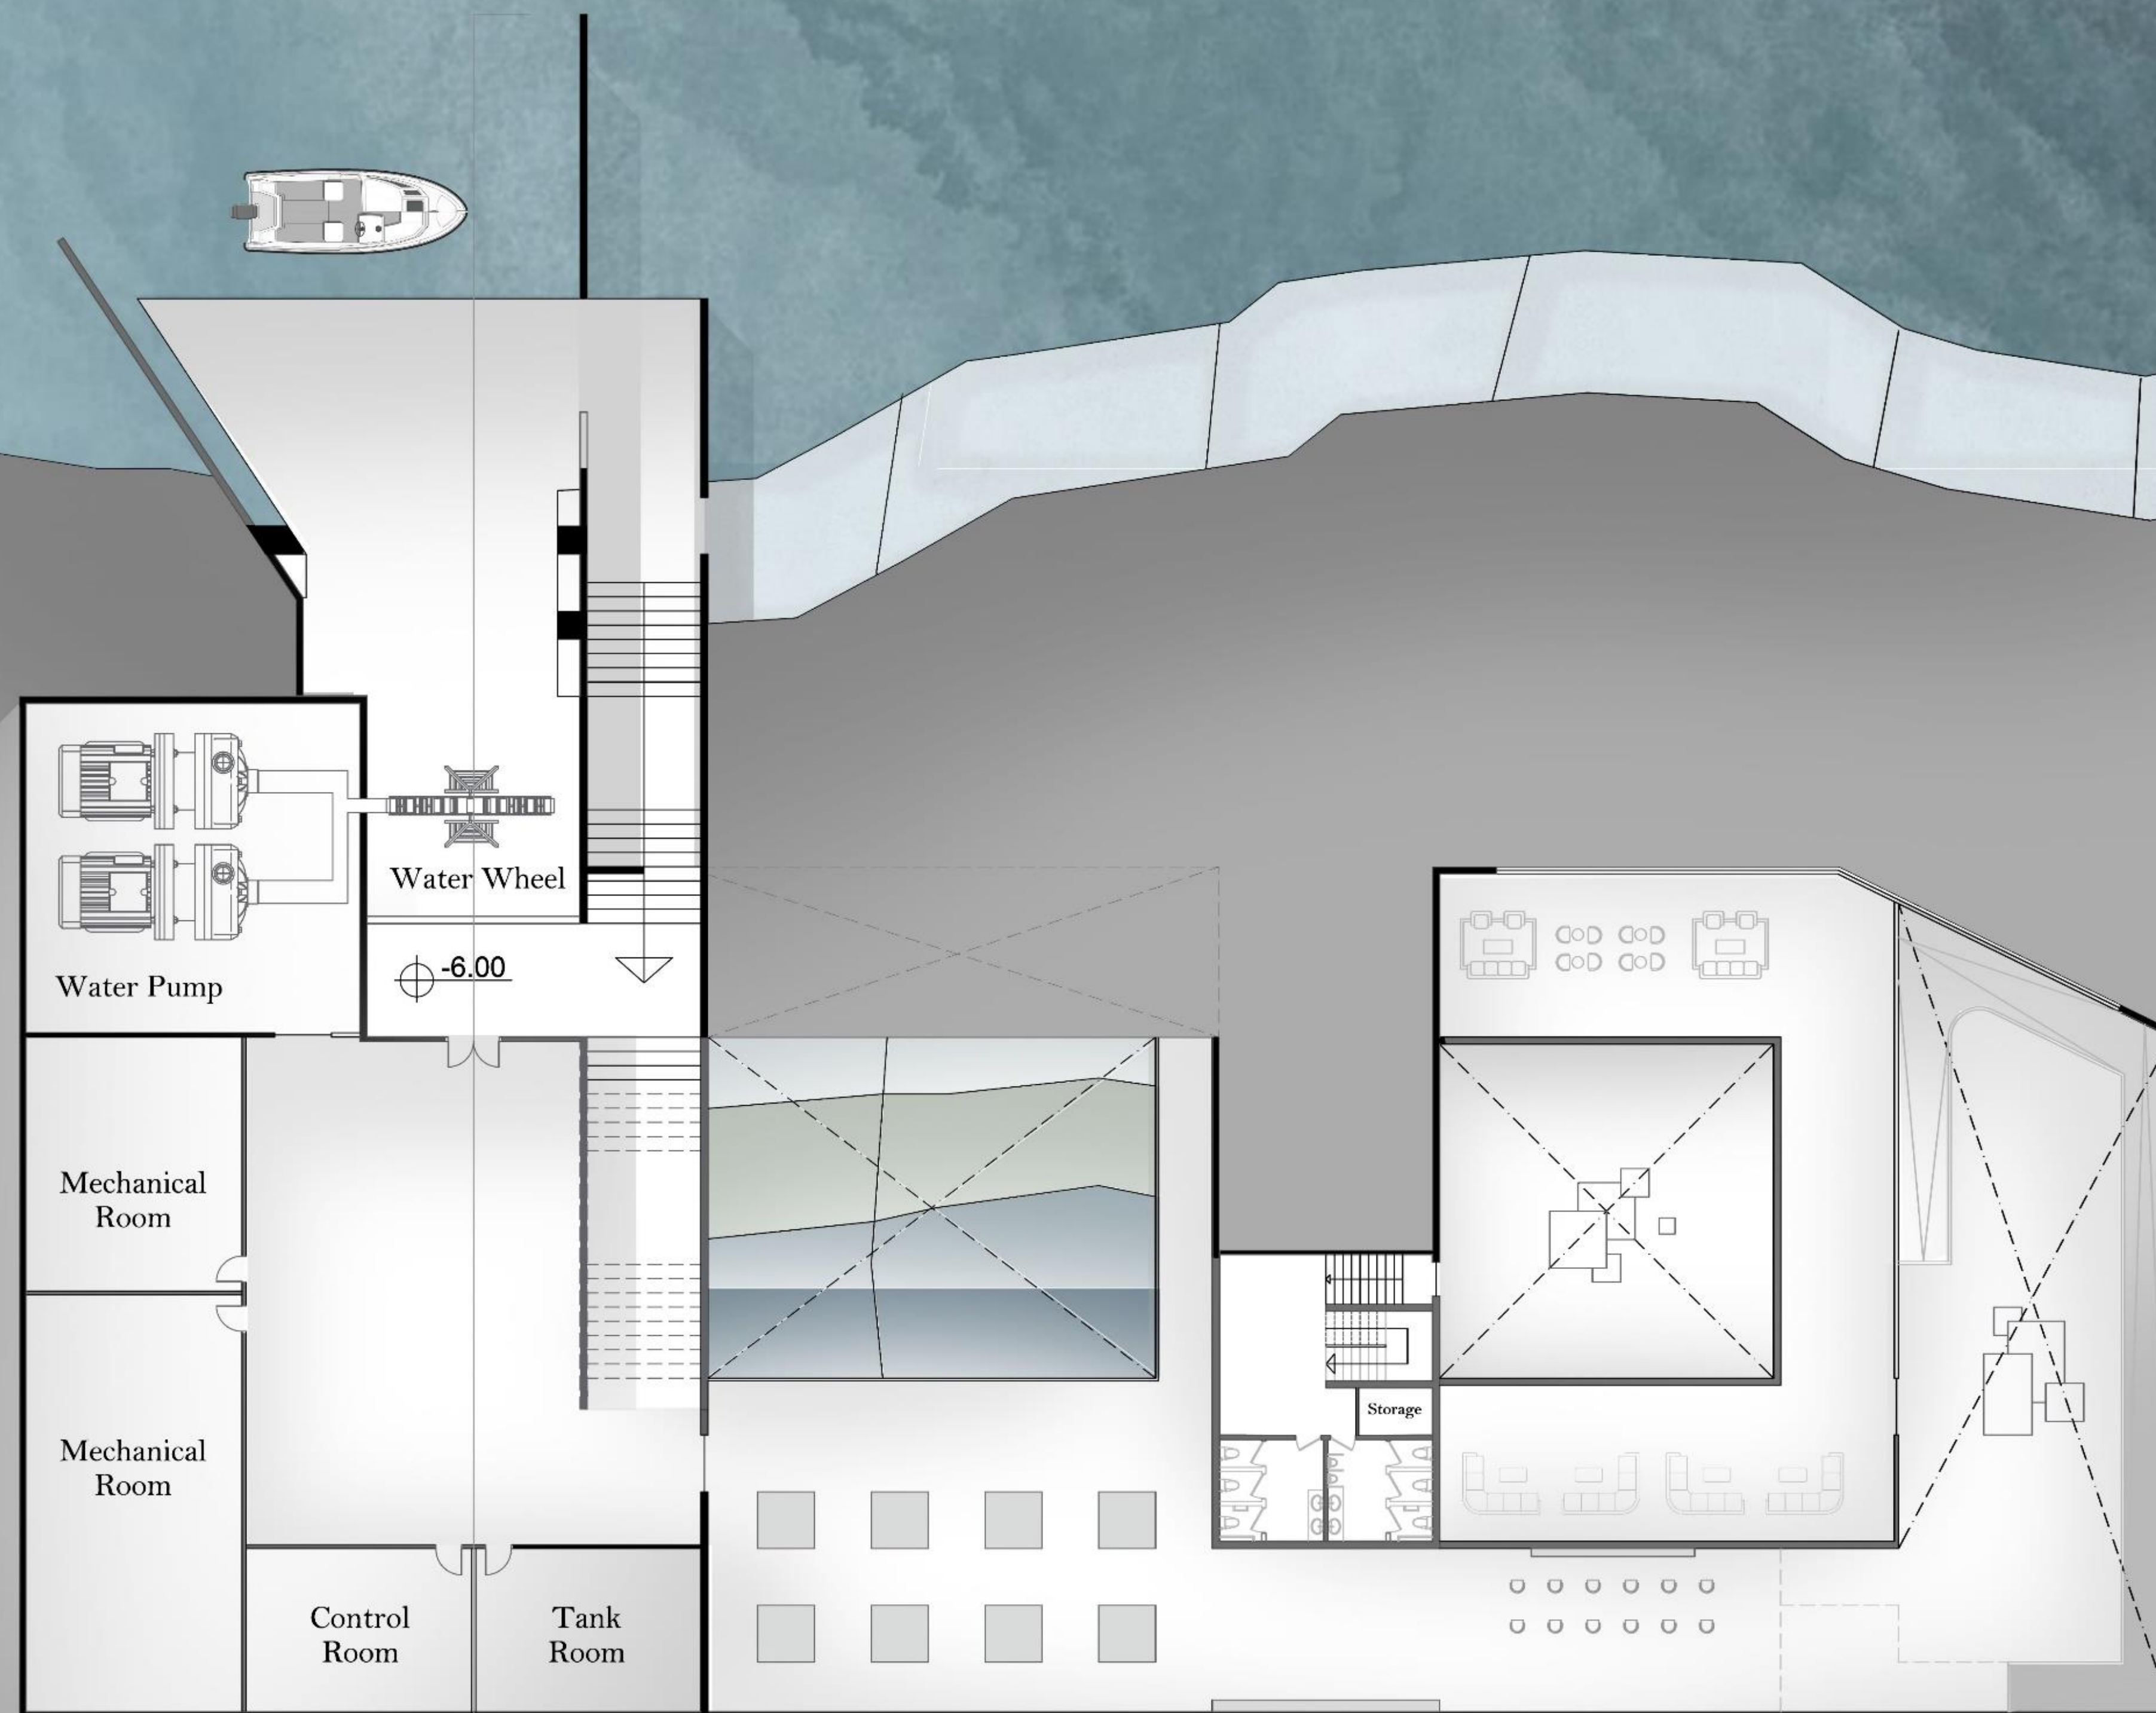 Water Wheel
-6.00
Water Pump
Mechanical
Room
Storage
Mechanical
Room
Control
Room
Tank
Room